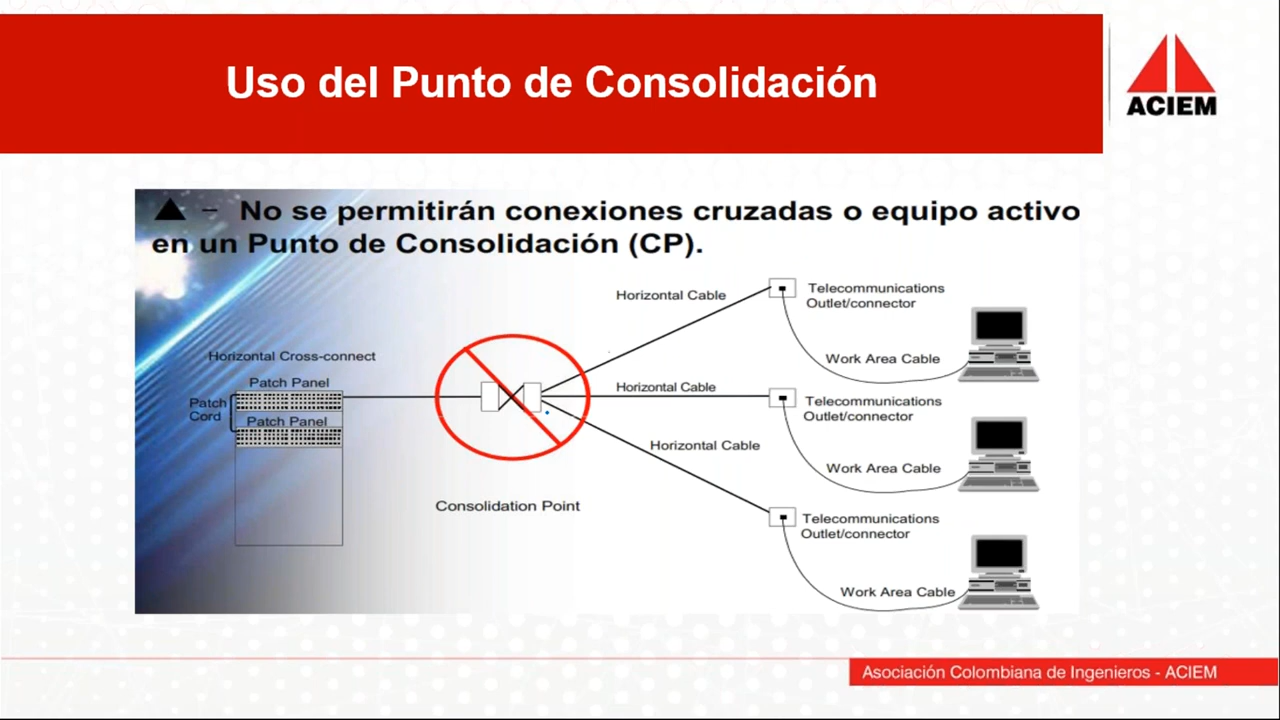 Uso del Punto de Consolidación
ACIEM
– No se permitirán conexiones cruzadas o equipo activo
en un Punto de Consolidación (CP).
Horizontal Cable
Telecommunications
Outlet/connector
Horizontal Cross-connect
Work Area Cable
Patch Panel
Horizontal Cable
Patch
Cord
Telecommunications
Outlet/connector
Patch Panel
Horizontal Cable
Work Area Cable
Consolidation Point
Telecommunications
Outlet/connector
Work Area Cable
Asociación Colombiana de Ingenieros - ACIEM